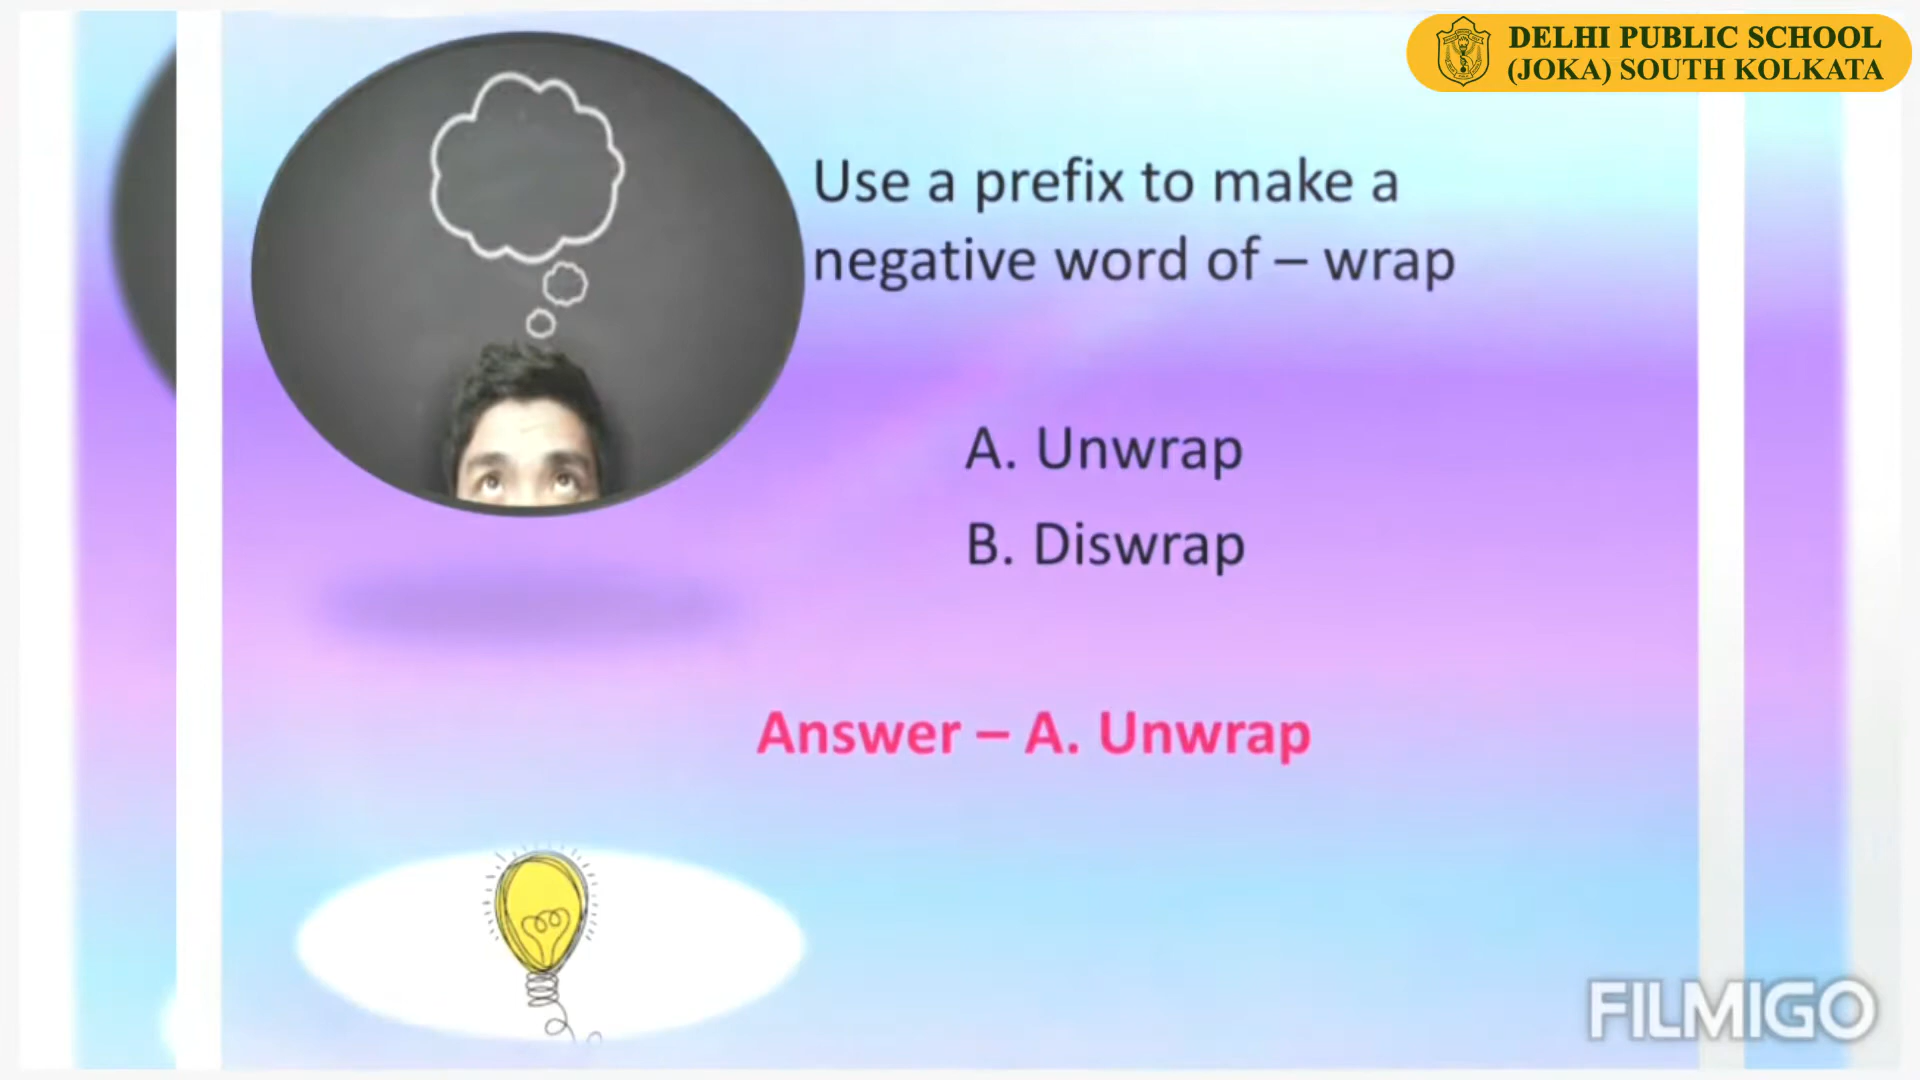 DELHI PUBLIC SCHOOL
(JOKA) SOUTH KOLKATA
Use a prefix to make a
negative word of – wrap
A. Unwrap
B. Diswrap
Answer – A. Unwrap
FILMIGO